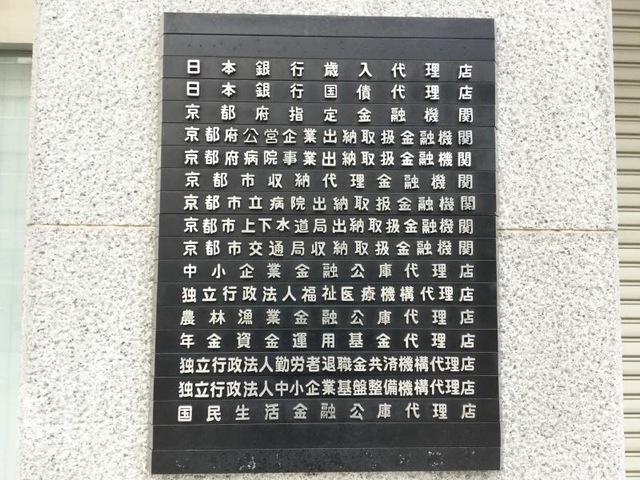 日本銀行歳入代理店
日本銀行国債代理店
京都府指定金融機関
京都府公営企業出納取扱金融機関
京都府病院事業出納取扱金融機関
京都市収納代理金融機関
京都市立病院出納取扱金融機関
京都市上下水道局出納取扱金融機関
京都市交通局収納取扱金融機関
中小企業金融公庫代理店
独立行政法人福祉医療機構代理店
農林漁業金融公庫代理店
年金資金運用基金代理店
独立行政法人勤労者退職金共済機構代理店
独立行政法人中小企業基盤整備機構代理店
国民生活金融公庫代理店